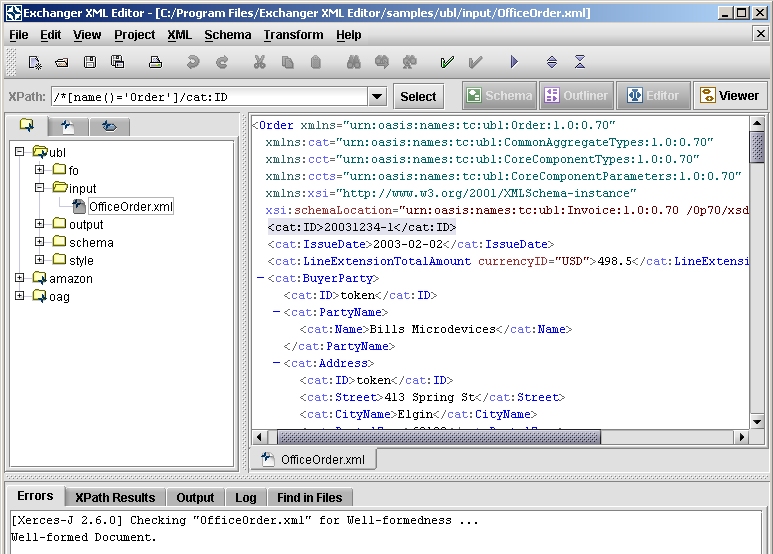 Exchanger XML Editor - [C:/Program Files/Exchanger XML Editor/samples/ubl/input/OfficeOrder.xml]
File Edit View Project XML Schema Transform Help
XPath: /*[name()='Order']/cat:ID Select Schema Outliner Editor Viewer
ubl
fo
input
OfficeOrder.xml
output
schema
style
amazon
oag
<Order xmlns="urn:oasis:names:tc:ubl:Order:1.0:0.70"
xmlns:cat="urn:oasis:names:tc:ubl:CommonAggregateTypes:1.0:0.70"
xmlns:cct="urn:oasis:names:tc:ubl:CoreComponentTypes:1.0:0.70"
xmlns:ccts="urn:oasis:names:tc:ubl:CoreComponentParameters:1.0:0.70"
xmlns:xsi="http://www.w3.org/2001/XMLSchema-instance"
xsi:schemaLocation="urn:oasis:names:tc:ubl:Invoice:1.0:0.70 /0p70/xsd
<cat:ID>20031234-1</cat:ID>
<cat:IssueDate>2003-02-02</cat:IssueDate>
<cat:LineExtensionTotalAmount currencyID="USD">498.5</cat:LineExtensi
<cat:BuyerParty>
<cat:ID>token</cat:ID>
<cat:PartyName>
<cat:Name>Bills Microdevices</cat:Name>
</cat:PartyName>
<cat:Address>
<cat:ID>token</cat:ID>
<cat:Street>413 Spring St</cat:Street>
<cat:CityName>Elgin</cat:CityName>
OfficeOrder.xml
Errors XPath Results Output Log Find in Files
[Xerces-J 2.6.0] Checking "OfficeOrder.xml" for Well-formedness ...
Well-formed Document.